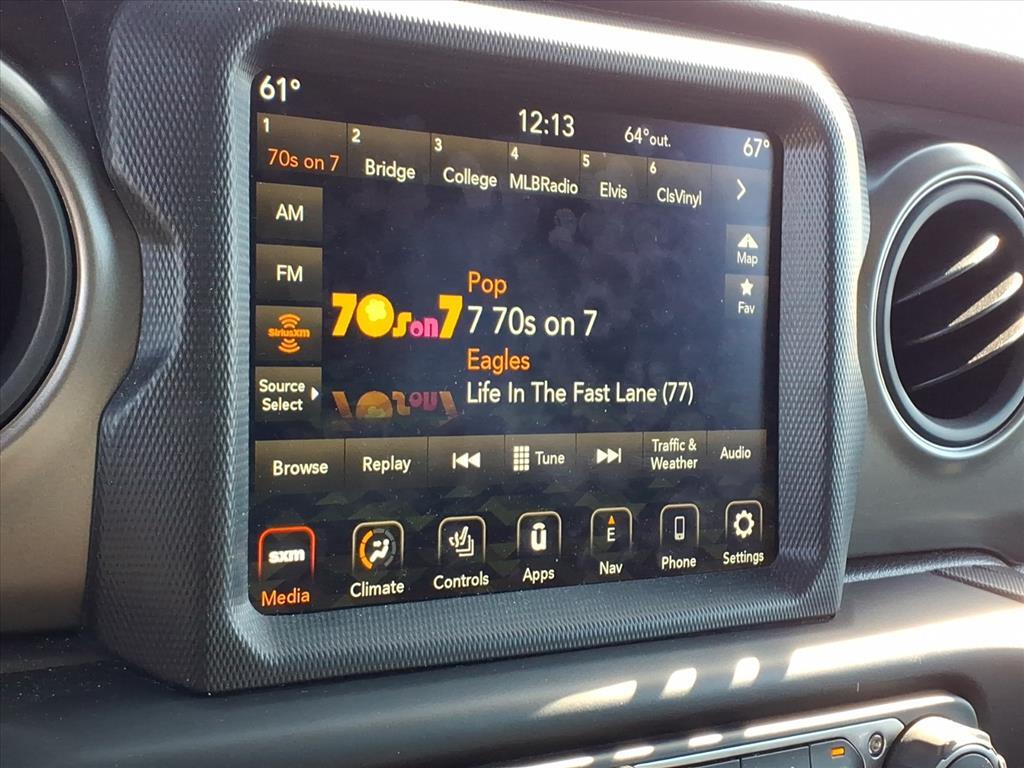 61°
12:13
64°out.
67°
1
70s on 7
2
Bridge
3
College
4
MLBRadio
5
Elvis
6
ClsVinyl
AM
FM
SiriusXM
Source
Select
Map
Fav
70s on 7
Pop
7 70s on 7
Eagles
Life In The Fast Lane (77)
Browse
Replay
Tune
Traffic &
Weather
Audio
sxm
Media
Climate
Controls
u
Apps
E
Nav
Phone
Settings